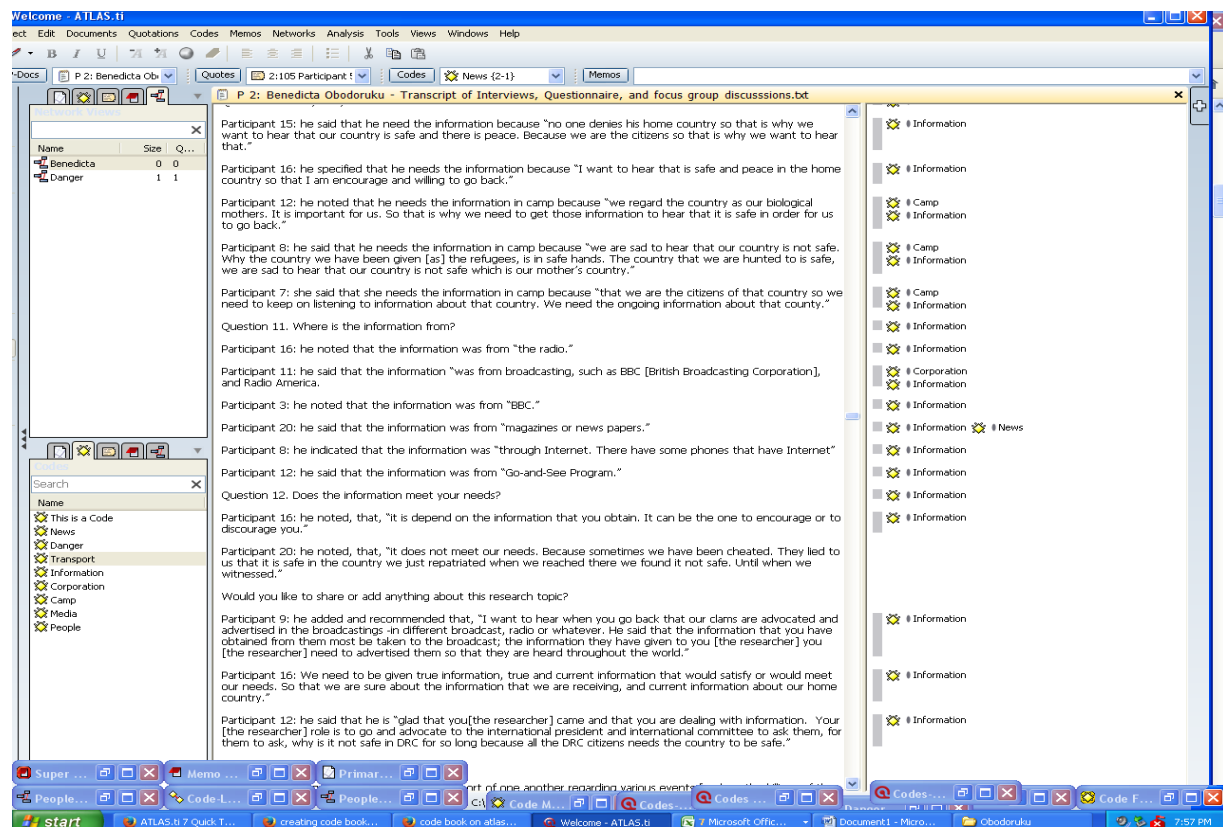 Welcome - ATLAS.ti
ect Edit Documents Quotations Codes Memos Networks Analysis Tools Views Windows Help
B I U
-Docs P 2: Benedicta Ob Quotes 2:105 Participant Codes News {2-1} Memos
P 2: Benedicta Obodoruku - Transcript of Interviews, Questionnaire, and focus group discusssions.txt
Network Views
Name Size Q...
Benedicta 0 0
Danger 1 1
Codes
Search
Name
This is a Code
News
Danger
Transport
Information
Corporation
Camp
Media
People
Participant 15: he said that he need the information because "no one denies his home country so that is why we
want to hear that our country is safe and there is peace. Because we are the citizens so that is why we want to hear
that."
Participant 16: he specified that he needs the information because "I want to hear that is safe and peace in the home
country so that I am encourage and willing to go back."
Participant 12: he noted that he needs the information in camp because "we regard the country as our biological
mothers. It is important for us. So that is why we need to get those information to hear that it is safe in order for us
to go back."
Participant 8: he said that he needs the information in camp because "we are sad to hear that our country is not safe.
Why the country we have been given [as] the refugees, is in safe hands. The country that we are hunted to is safe,
we are sad to hear that our country is not safe which is our mother's country."
Participant 7: she said that she needs the information in camp because "that we are the citizens of that country so we
need to keep on listening to information about that country. We need the ongoing information about that county."
Question 11. Where is the information from?
Participant 16: he noted that the information was from "the radio."
Participant 11: he said that the information "was from broadcasting, such as BBC [British Broadcasting Corporation],
and Radio America.
Participant 3: he noted that the information was from "BBC."
Participant 20: he said that the information was from "magazines or news papers."
Participant 8: he indicated that the information was "through Internet. There have some phones that have Internet"
Participant 12: he said that the information was from "Go-and-See Program."
Question 12. Does the information meet your needs?
Participant 16: he noted, that, "it is depend on the information that you obtain. It can be the one to encourage or to
discourage you."
Participant 20: he noted, that, "it does not meet our needs. Because sometimes we have been cheated. They lied to
us that it is safe in the country we just repatriated when we reached there we found it not safe. Until when we
witnessed."
Would you like to share or add anything about this research topic?
Participant 9: he added and recommended that, "I want to hear when you go back that our clams are advocated and
advertised in the broadcastings -in different broadcast, radio or whatever. He said that the information that you have
obtained from them most be taken to the broadcast; the information they have given to you [the researcher] you
[the researcher] need to advertised them so that they are heard throughout the world."
Participant 16: We need to be given true information, true and current information that would satisfy or would meet
our needs. So that we are sure about the information that we are receiving, and current information about our home
country."
Participant 12: he said that he is "glad that you[the researcher] came and that you are dealing with information. Your
[the researcher] role is to go and advocate to the international president and international committee to ask them, for
them to ask, why is it not safe in DRC for so long because all the DRC citizens needs the country to be safe."
ort of one another regarding various events
Information
Information
Camp
Information
Camp
Information
Camp
Information
Information
Information
Corporation
Information
Information
Information News
Information
Information
Information
Information
Information
Information
Information
Super ... Memo ... Primar...
People... Code-L... People... C:\ Code M... Codes-... Codes ... Codes-... Code F...
start ATLAS.ti 7 Quick T... creating code book... code book on atlas... Welcome - ATLAS.ti 7 Microsoft Offic... Document1 - Micro... Obodoruku 7:57 PM